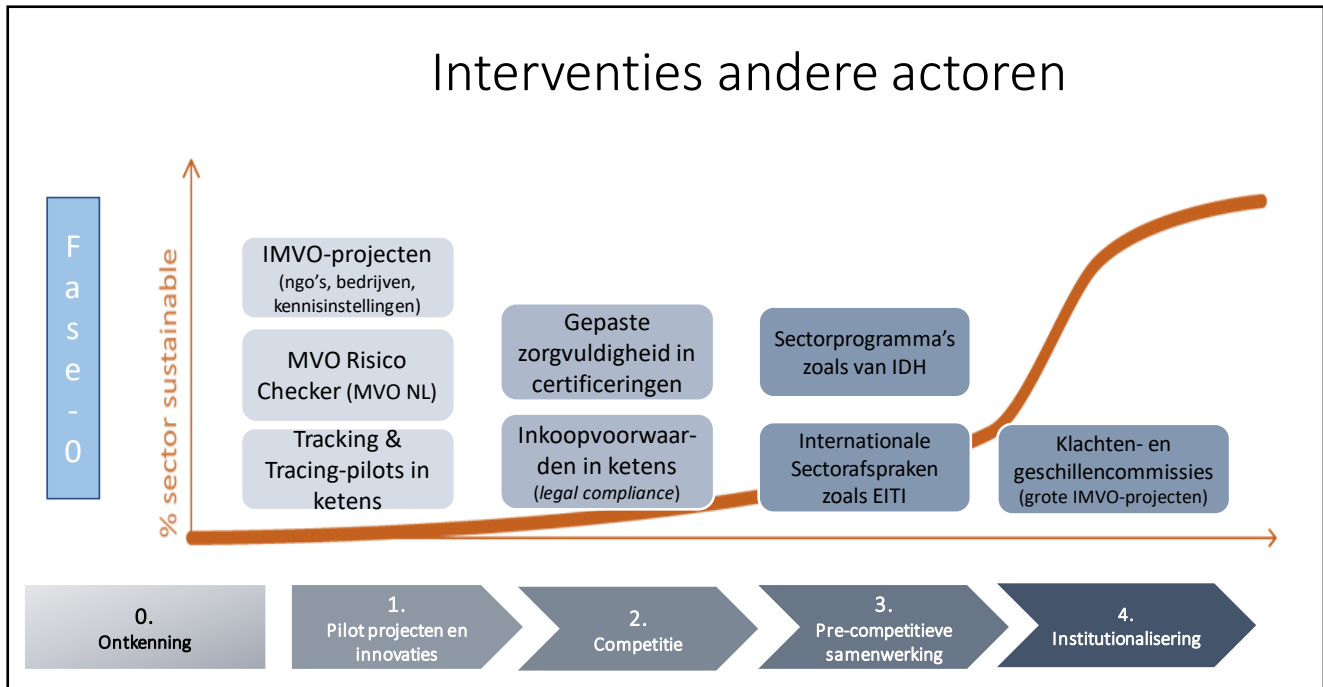 Interventies andere actoren
F
a
s
e
-
0
% sector sustainable
IMVO-projecten
(ngo's, bedrijven,
kennisinstellingen)
MVO Risico
Checker (MVO NL)
Tracking &
Tracing-pilots in
ketens
Gepaste
zorgvuldigheid in
certificeringen
Inkoopvoorwaar-
den in ketens
(legal compliance)
Sectorprogramma's
zoals van IDH
Internationale
Sectorafspraken
zoals EITI
Klachten- en
geschillencommissies
(grote IMVO-projecten)
0.
Ontkenning
1.
Pilot projecten en
innovaties
2.
Competitie
3.
Pre-competitieve
samenwerking
4.
Institutionalisering